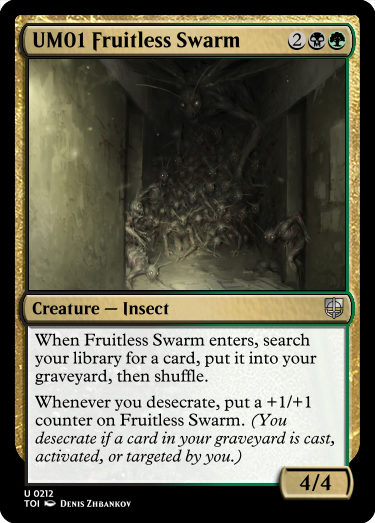 UM01 Fruitless Swarm 2
Creature — Insect
When Fruitless Swarm enters, search
your library for a card, put it into your
graveyard, then shuffle.
Whenever you desecrate, put a +1/+1
counter on Fruitless Swarm. (You
desecrate if a card in your graveyard is cast,
activated, or targeted by you.)
4/4
U 0212
TOI Denis Zhbankov